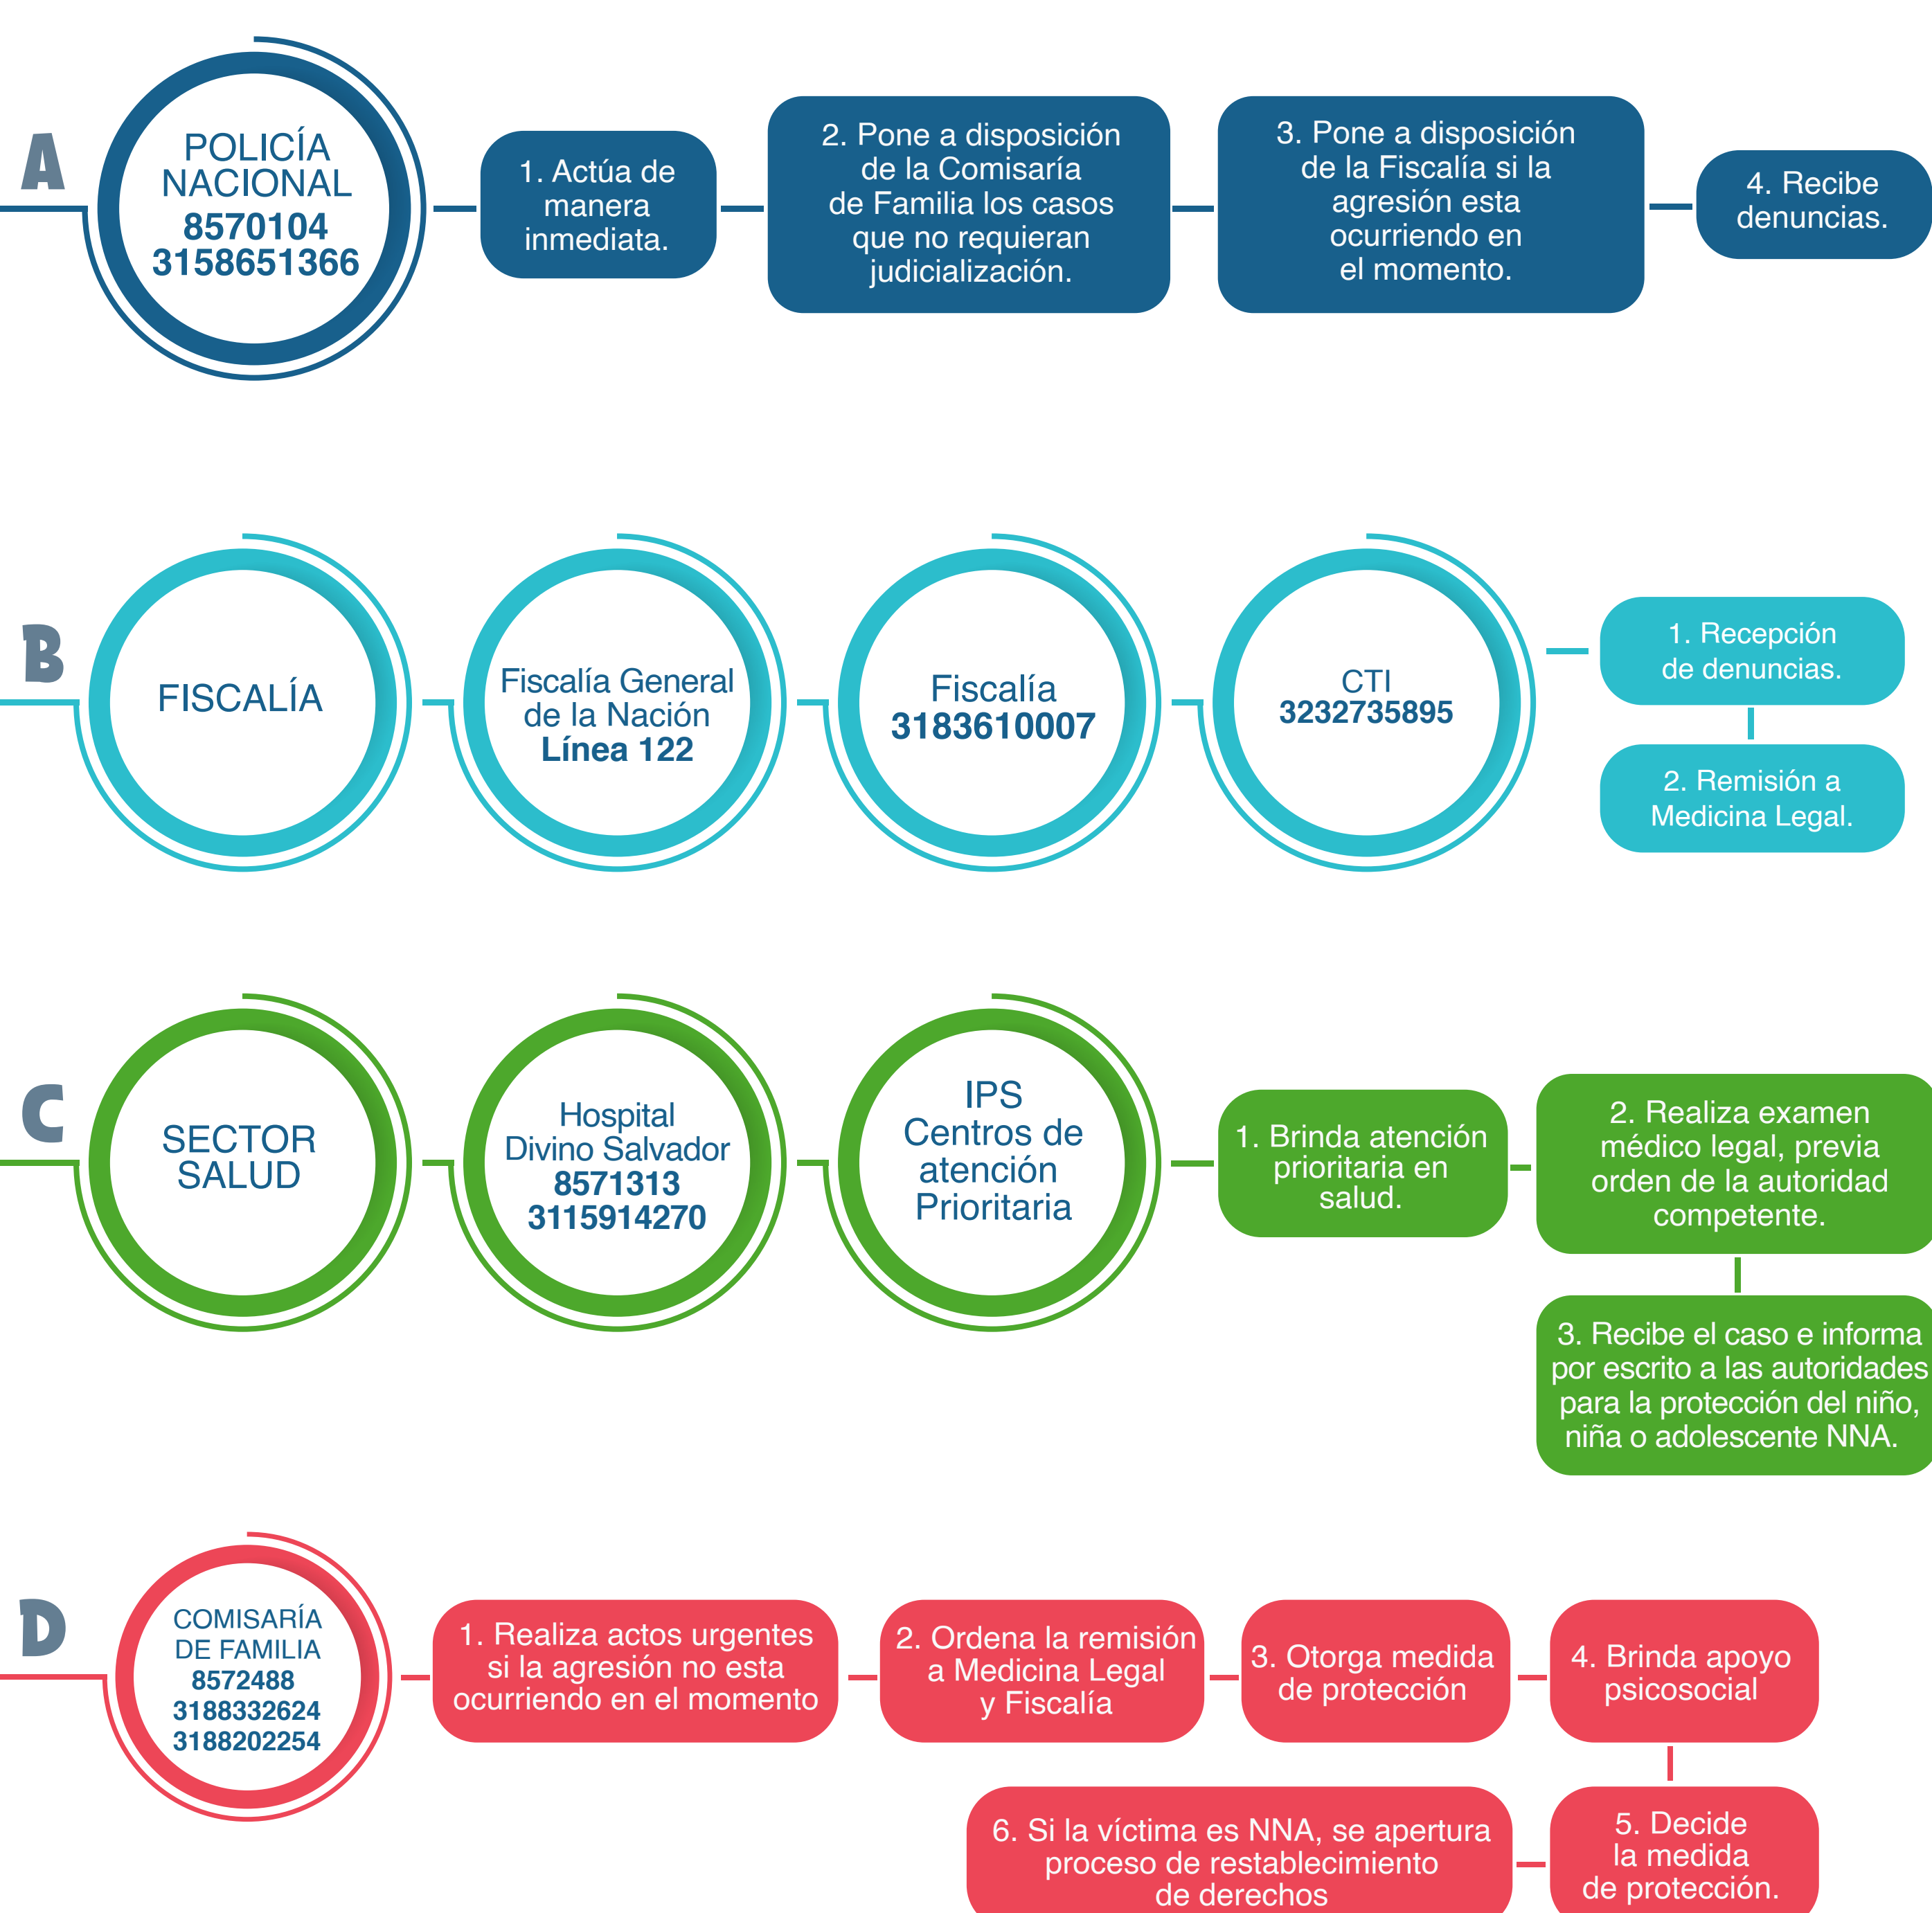 A
POLICÍA
NACIONAL
8570104
3158651366
1. Actúa de
manera
inmediata.
2. Pone a disposición
de la Comisaría
de Familia los casos
que no requieran
judicialización.
3. Pone a disposición
de la Fiscalía si la
agresión esta
ocurriendo en
el momento.
4. Recibe
denuncias.
B
FISCALÍA
Fiscalía General
de la Nación
Línea 122
Fiscalía
3183610007
CTI
3232735895
1. Recepción
de denuncias.
2. Remisión a
Medicina Legal.
C
SECTOR
SALUD
Hospital
Divino Salvador
8571313
3115914270
IPS
Centros de
atención
Prioritaria
1. Brinda atención
prioritaria en
salud.
2. Realiza examen
médico legal, previa
orden de la autoridad
competente.
3. Recibe el caso e informa
por escrito a las autoridades
para la protección del niño,
niña o adolescente NNA.
D
COMISARÍA
DE FAMILIA
8572488
3188332624
3188202254
1. Realiza actos urgentes
si la agresión no esta
ocurriendo en el momento
2. Ordena la remisión
a Medicina Legal
y Fiscalía
3. Otorga medida
de protección
4. Brinda apoyo
psicosocial
5. Decide
la medida
de protección.
6. Si la víctima es NNA, se apertura
proceso de restablecimiento
de derechos